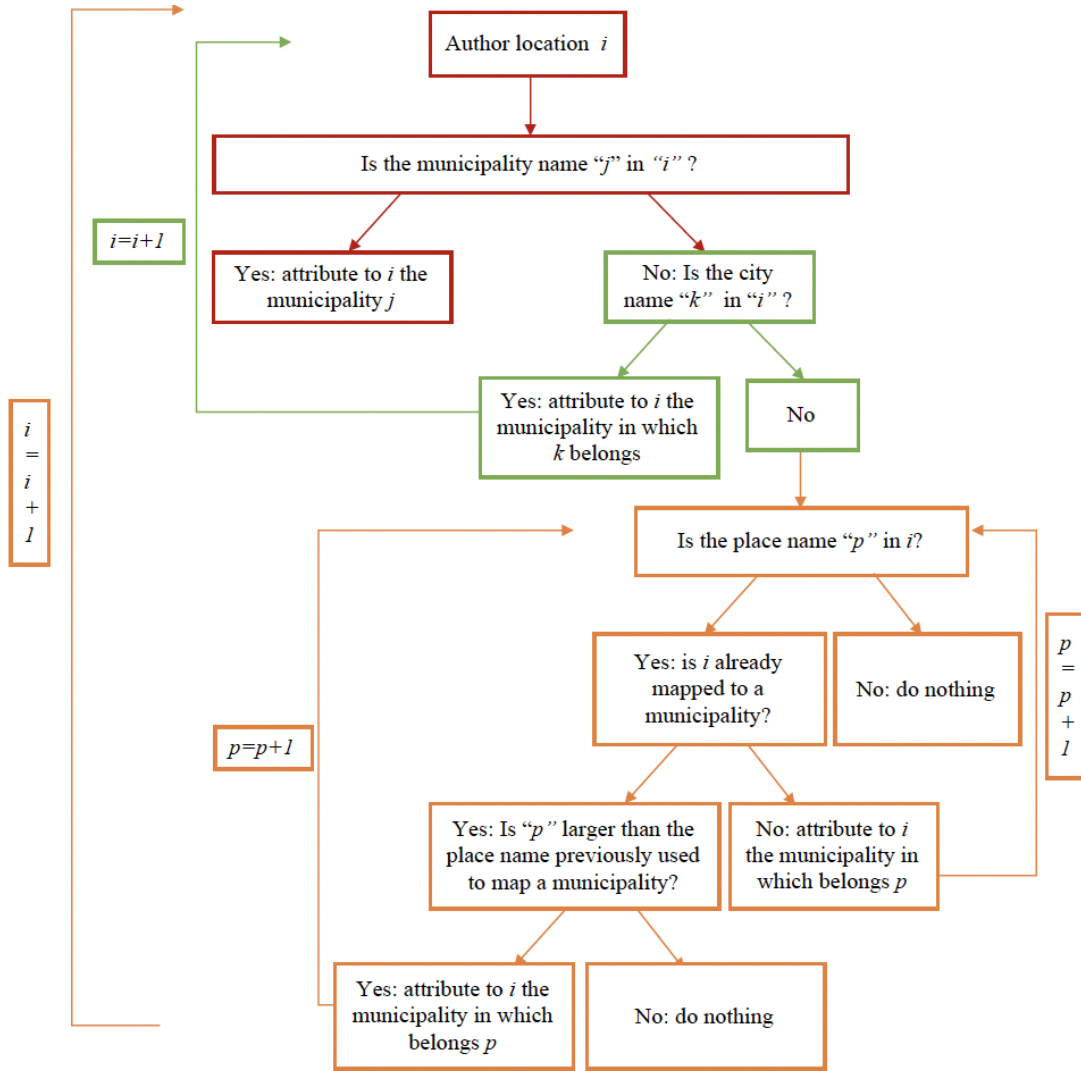 Author location i
Is the municipality name “j” in “i” ?
i=i+1
Yes: attribute to i the
municipality j
No: Is the city
name “k” in “i” ?
Yes: attribute to i the
municipality in which
k belongs
No
i
=
i
+
1
Is the place name “p” in i?
Yes: is i already
mapped to a
municipality?
No: do nothing
p
=
p
+
1
p=p+1
Yes: Is “p” larger than the
place name previously used
to map a municipality?
No: attribute to i
the municipality in
which belongs p
Yes: attribute to i the
municipality in which
belongs p
No: do nothing